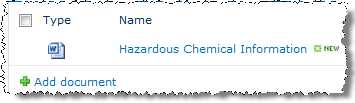 Type Name
Hazardous Chemical Information NEW
Add document